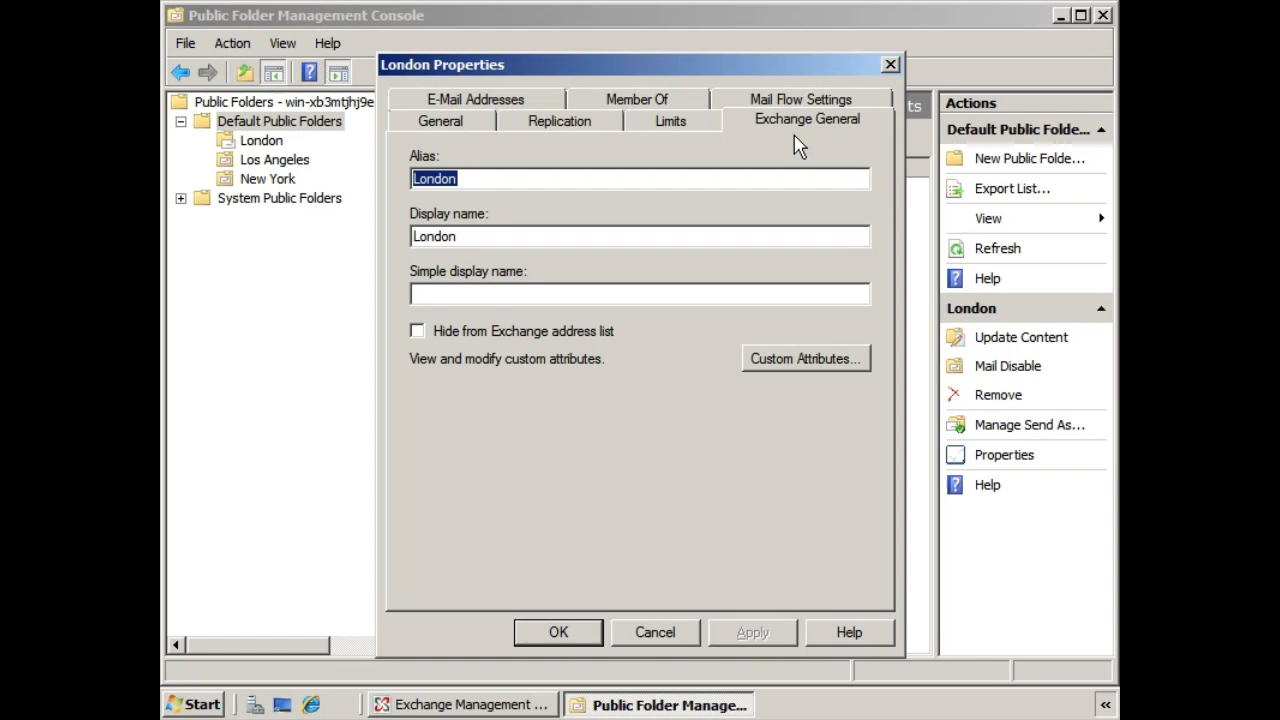 Public Folder Management Console
File Action View Help
Public Folders - win-xb3mtjhj9e
Default Public Folders
London
Los Angeles
New York
System Public Folders
London Properties
E-Mail Addresses Member Of Mail Flow Settings
General Replication Limits Exchange General
Alias:
London
Display name:
London
Simple display name:
Hide from Exchange address list
View and modify custom attributes. Custom Attributes...
OK Cancel Apply Help
ts
Actions
Default Public Folde...
New Public Folde...
Export List...
View
Refresh
Help
London
Update Content
Mail Disable
Remove
Manage Send As...
Properties
Help
Start Exchange Management ... Public Folder Manage... «